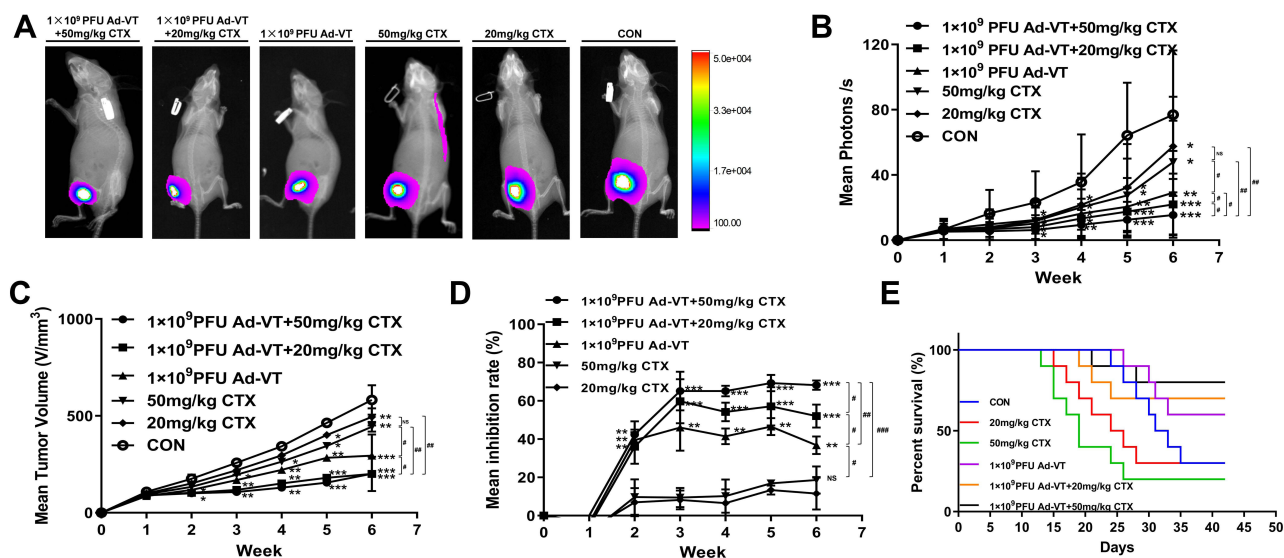 A
1×10⁹ PFU Ad-VT
+50mg/kg CTX
1×10⁹ PFU Ad-VT
+20mg/kg CTX
1×10⁹ PFU Ad-VT
50mg/kg CTX
20mg/kg CTX
CON
5.0e+004
3.3e+004
1.7e+004
100.00
B
1×10⁹ PFU Ad-VT+50mg/kg CTX
1×10⁹ PFU Ad-VT+20mg/kg CTX
1×10⁹ PFU Ad-VT
50mg/kg CTX
20mg/kg CTX
CON
Mean Photons /s
120
80
40
0
0 1 2 3 4 5 6 7
Week
* * * * * ** ** * * ** *** *** * * ** *** ***
NS # # # # ## ##
C
1×10⁹PFU Ad-VT+50mg/kg CTX
1×10⁹PFU Ad-VT+20mg/kg CTX
1×10⁹PFU Ad-VT
50mg/kg CTX
20mg/kg CTX
CON
Mean Tumor Volume (V/mm³)
1000
500
0
0 1 2 3 4 5 6 7
Week
* ** ** * ** ** ** * ** *** *** ** ** *** *** ***
NS # # ## ##
D
1×10⁹PFU Ad-VT+50mg/kg CTX
1×10⁹PFU Ad-VT+20mg/kg CTX
1×10⁹PFU Ad-VT
50mg/kg CTX
20mg/kg CTX
Mean inhibition rate (%)
100
80
60
40
20
0
0 1 2 3 4 5 6 7
Week
** ** ** *** *** ** *** *** ** *** *** ** *** *** ** NS
# # # ## ## ###
E
Percent survival (%)
100
50
0
CON
20mg/kg CTX
50mg/kg CTX
1×10⁹PFU Ad-VT
1×10⁹PFU Ad-VT+20mg/kg CTX
1×10⁹PFU Ad-VT+50mg/kg CTX
0 5 10 15 20 25 30 35 40 45 50
Days